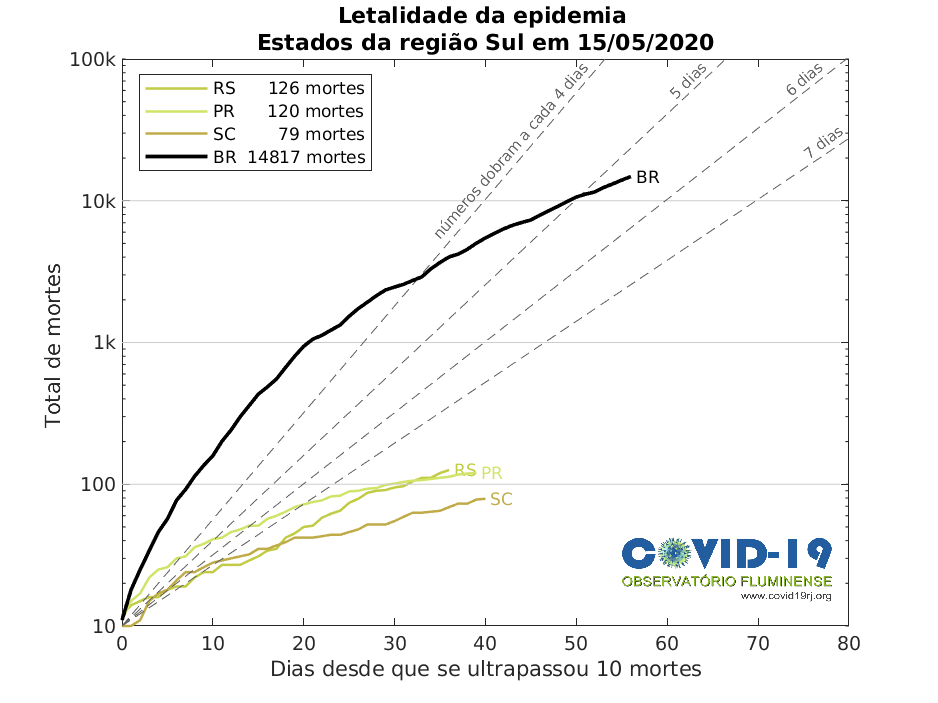 Letalidade da epidemia
Estados da região Sul em 15/05/2020
100k
10k
1k
100
10
Total de mortes
RS 126 mortes
PR 120 mortes
SC 79 mortes
BR 14817 mortes
números dobram a cada 4 dias
5 dias
6 dias
7 dias
BR
RS
PR
SC
COVID-19
OBSERVATÓRIO FLUMINENSE
www.covid19rj.org
0 10 20 30 40 50 60 70 80
Dias desde que se ultrapassou 10 mortes